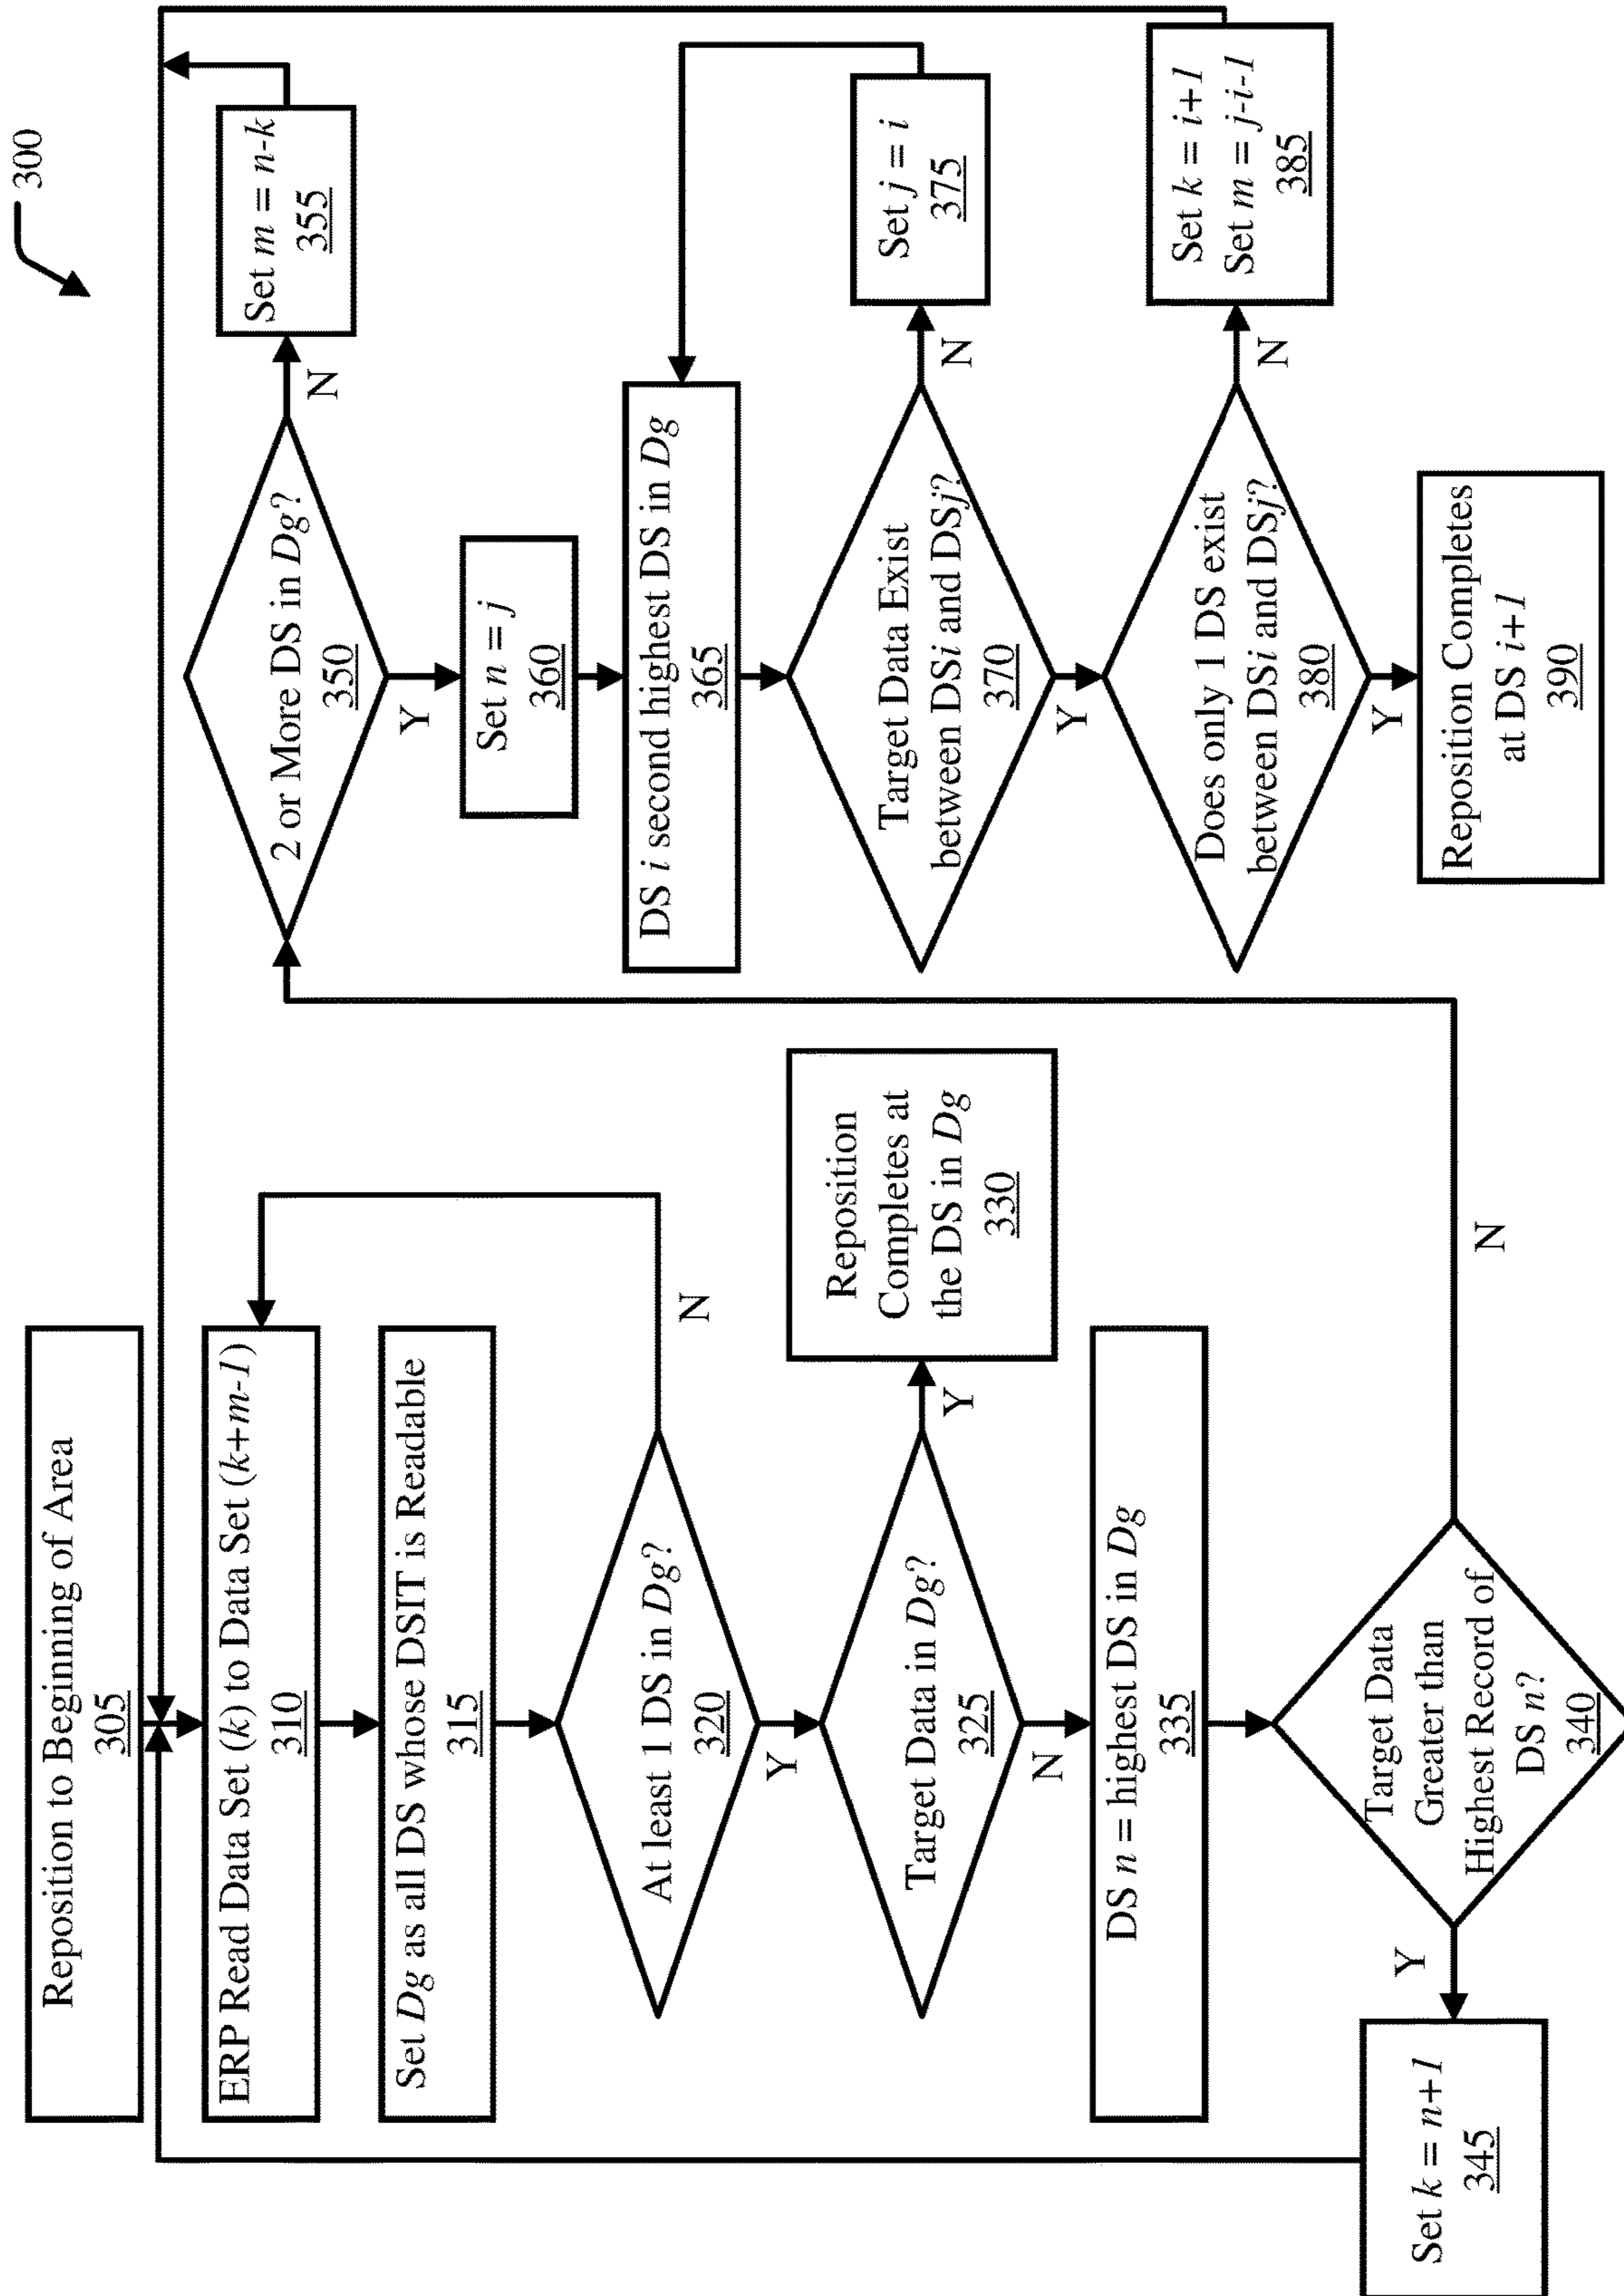 300
Reposition to Beginning of Area
305
ERP Read Data Set (k) to Data Set (k+m-1)
310
Set Dg as all DS whose DSIT is Readable
315
At least 1 DS in Dg?
320
N
Y
Target Data in Dg?
325
Y
Reposition
Completes at
the DS in Dg
330
N
DS n = highest DS in Dg
335
Target Data
Greater than
Highest Record of
DS n?
340
Y
Set k = n+1
345
N
2 or More DS in Dg?
350
N
Set m = n-k
355
Y
Set n = j
360
DS i second highest DS in Dg
365
Target Data Exist
between DSi and DSj?
370
N
Set j = i
375
Y
Does only 1 DS exist
between DSi and DSj?
380
N
Set k = i+1
Set m = j-i-1
385
Y
Reposition Completes
at DS i+1
390